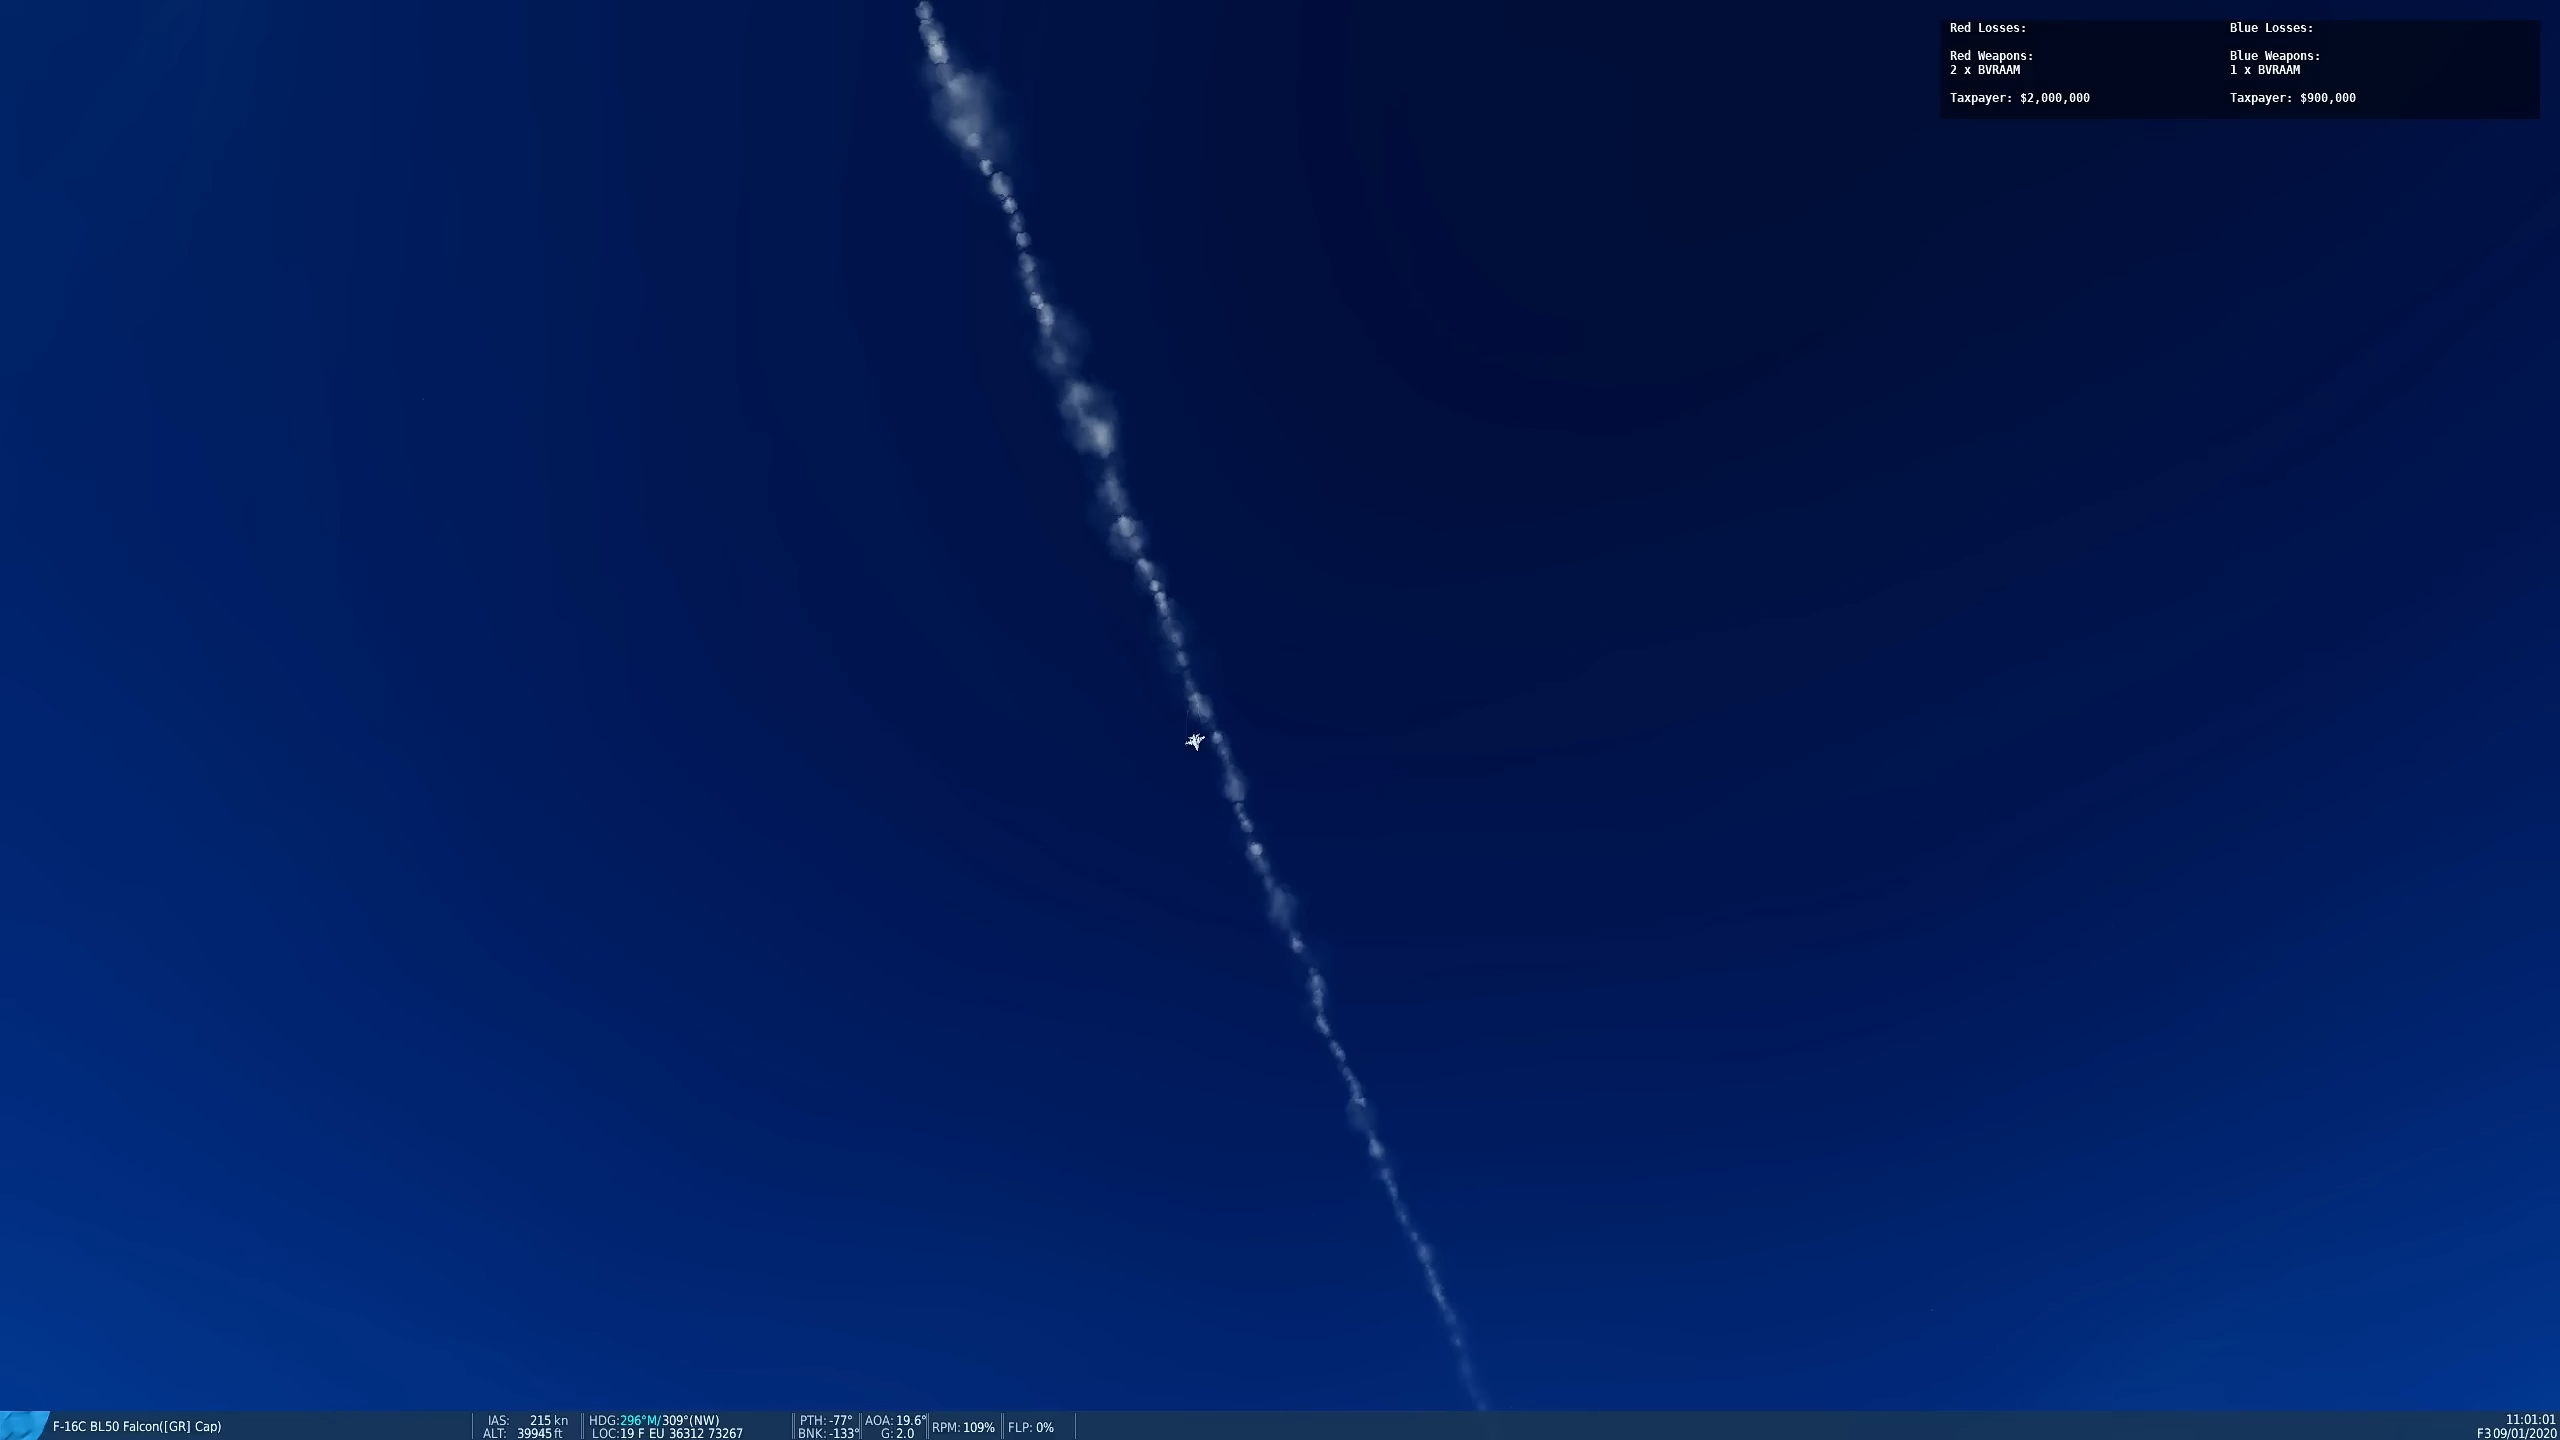 Red Losses:
Blue Losses:
Red Weapons:
2 x BVRAAM
Blue Weapons:
1 x BVRAAM
Taxpayer: $2,000,000
Taxpayer: $900,000
F-16C BL50 Falcon([GR] Cap)
IAS: 215 kn
ALT: 39945 ft
HDG:296°M/309°(NW)
LOC:19 F EU 36312 73267
PTH: -77°
BNK: -133°
AOA: 19.6°
G: 2.0
RPM: 109%
FLP: 0%
11:01:01
F3 09/01/2020